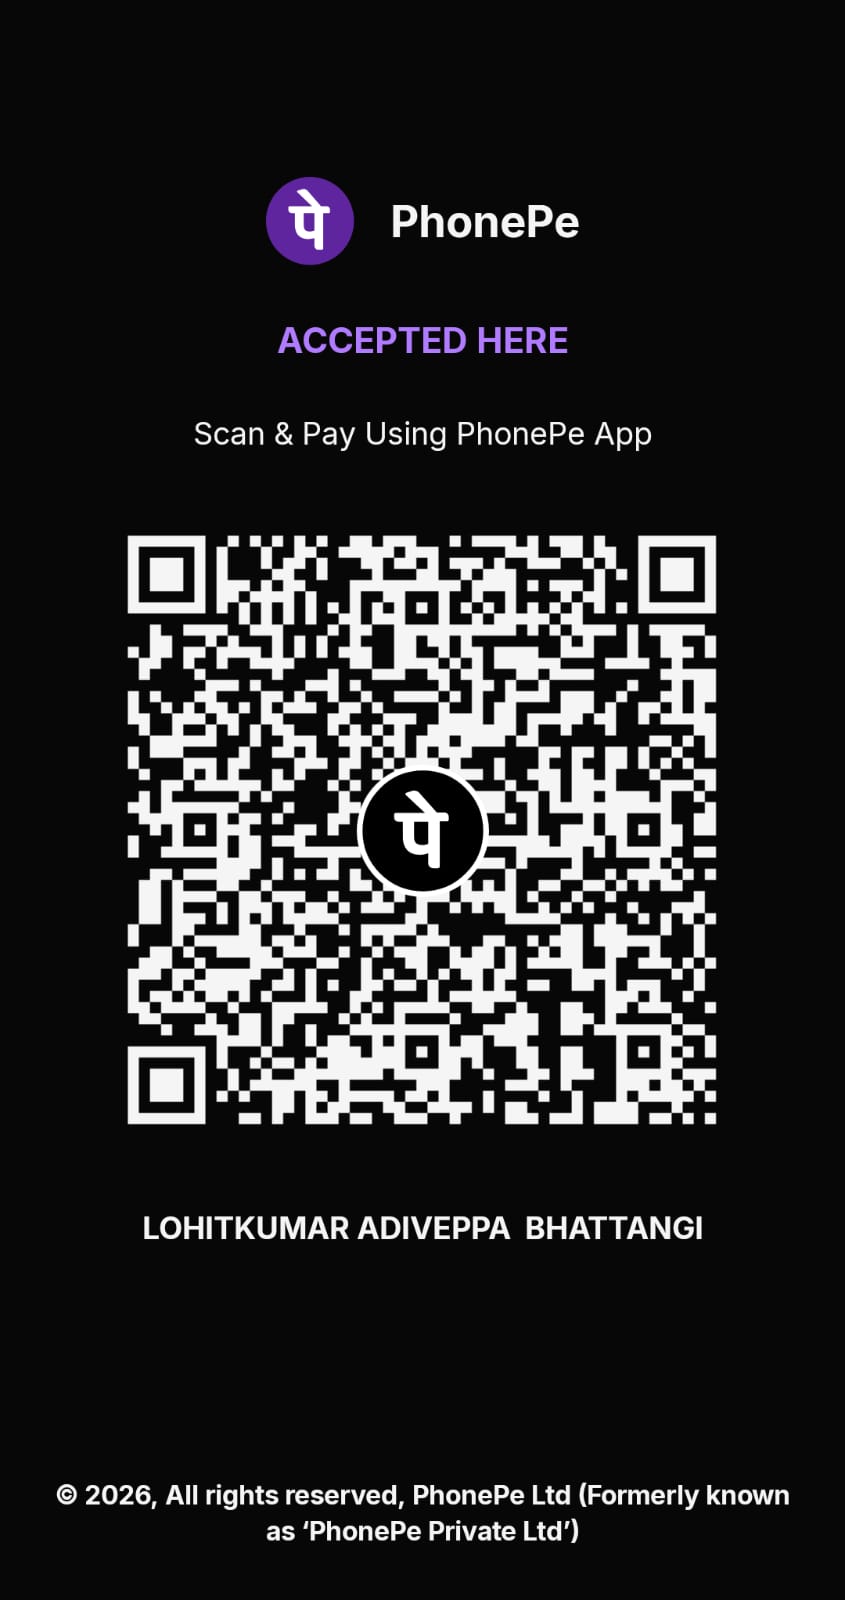 पे PhonePe
ACCEPTED HERE
Scan & Pay Using PhonePe App
पे
LOHITKUMAR ADIVEPPA  BHATTANGI
© 2026, All rights reserved, PhonePe Ltd (Formerly known
as ‘PhonePe Private Ltd’)